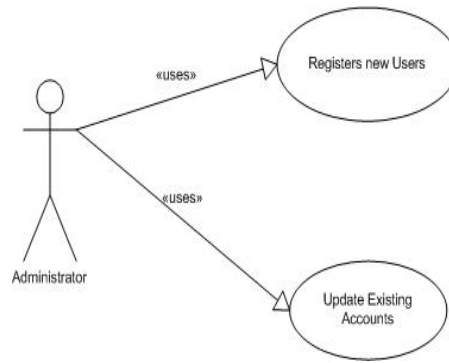 «uses»
Registers new Users
«uses»
Administrator
Update Existing
Accounts